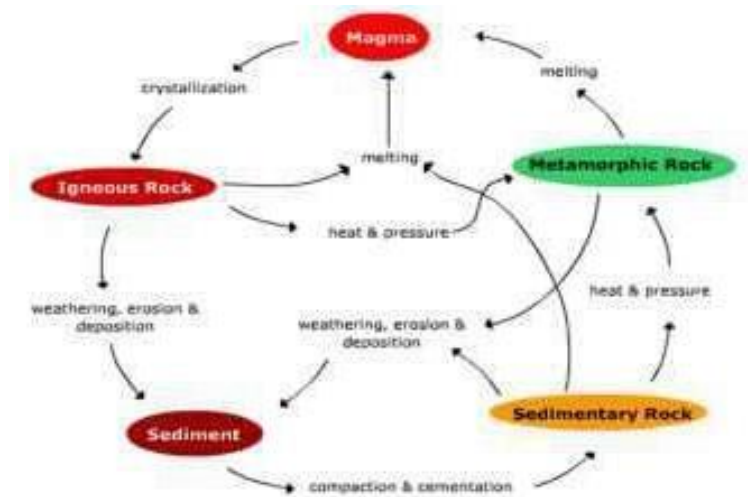 Magma
melting
crystallization
melting
Metamorphic Rock
Igneous Rock
heat & pressure
heat & pressure
weathering, erosion &
deposition
weathering, erosion &
deposition
Sedimentary Rock
Sediment
compaction & cementation